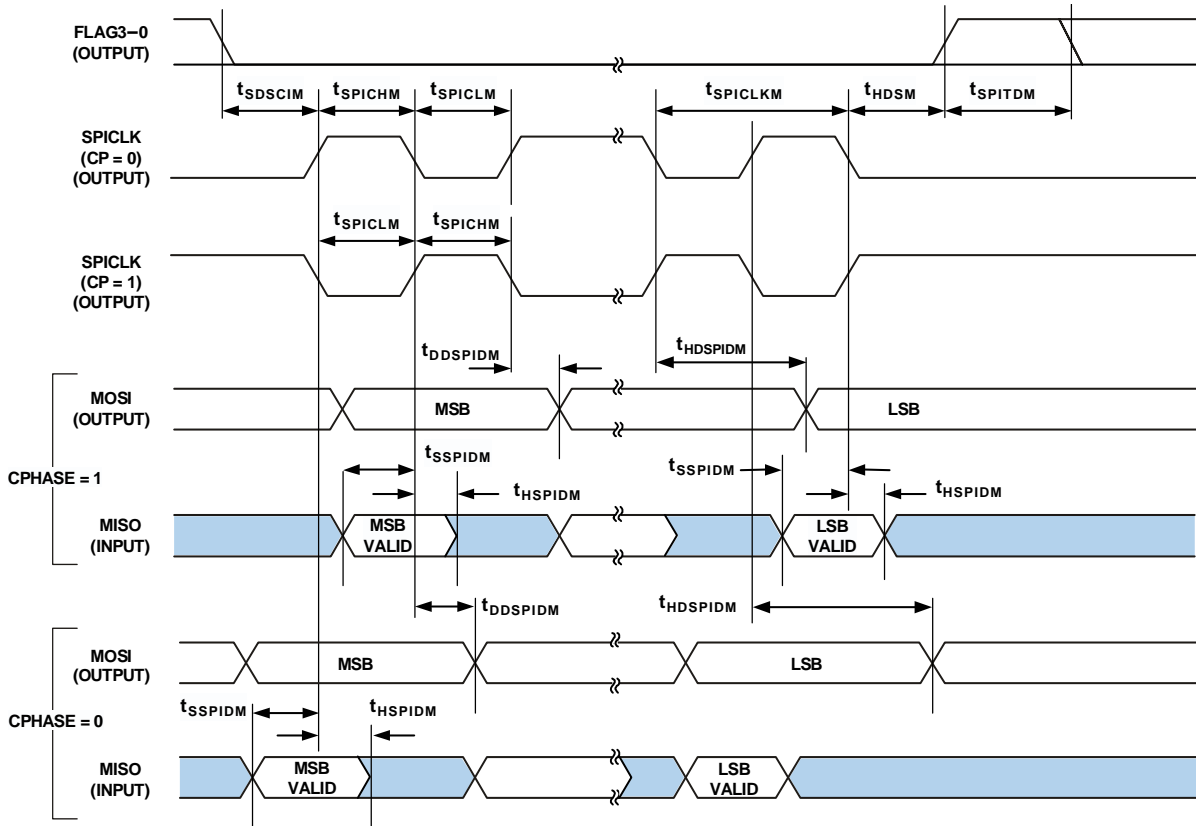 FLAG3–0
(OUTPUT)
tSDSCIM
tSPICHM
tSPICLM
tSPICLKM
tHDSM
tSPITDM
SPICLK
(CP = 0)
(OUTPUT)
tSPICLM
tSPICHM
SPICLK
(CP = 1)
(OUTPUT)
tDDSPIDM
tHDSPIDM
MOSI
(OUTPUT)
MSB
LSB
CPHASE = 1
tSSPIDM
tHSPIDM
tSSPIDM
tHSPIDM
MISO
(INPUT)
MSB
VALID
LSB
VALID
tDDSPIDM
tHDSPIDM
MOSI
(OUTPUT)
MSB
LSB
CPHASE = 0
tSSPIDM
tHSPIDM
MISO
(INPUT)
MSB
VALID
LSB
VALID